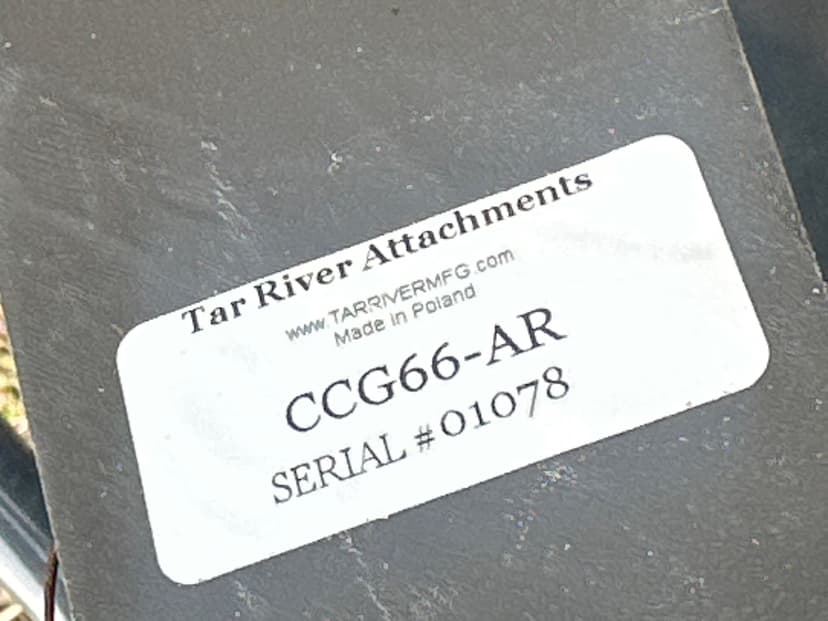 Tar River Attachments
www.TARRIVERMFG.com
Made in Poland
CCG66-AR
SERIAL #01078